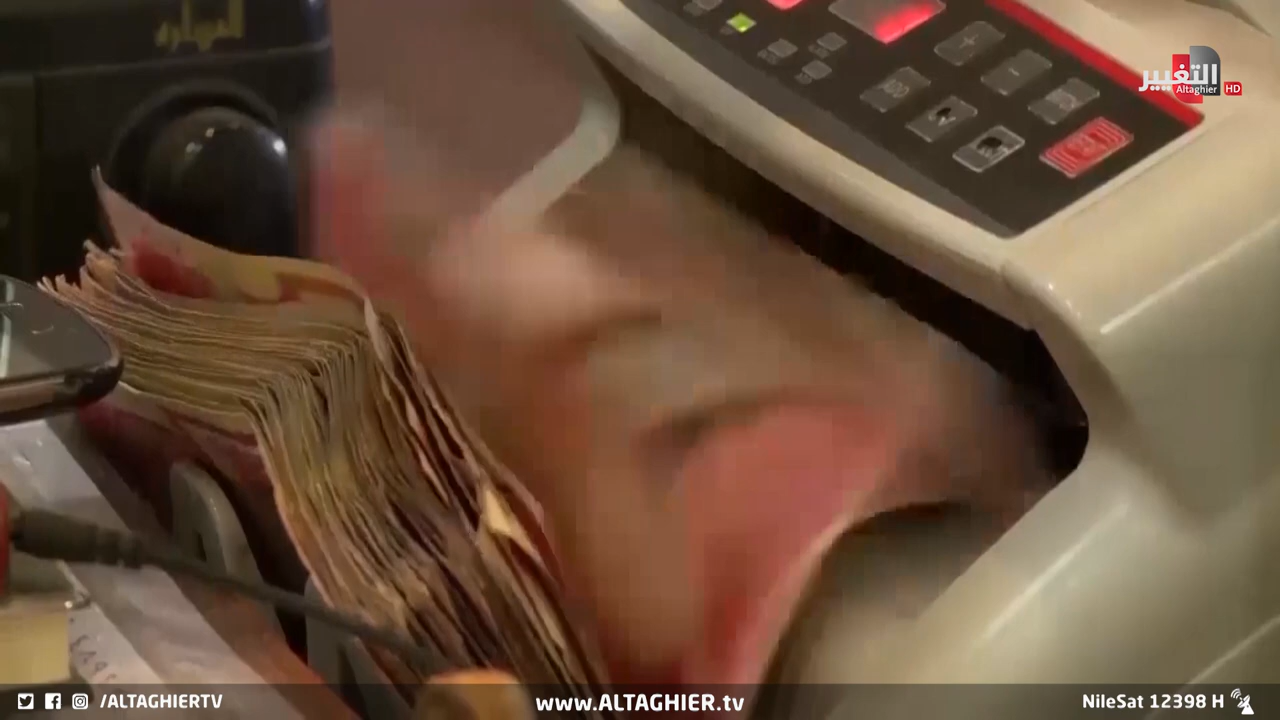 التغيير
Altaghier HD
/ALTAGHIERTV
www.ALTAGHIER.tv
NileSat 12398 H